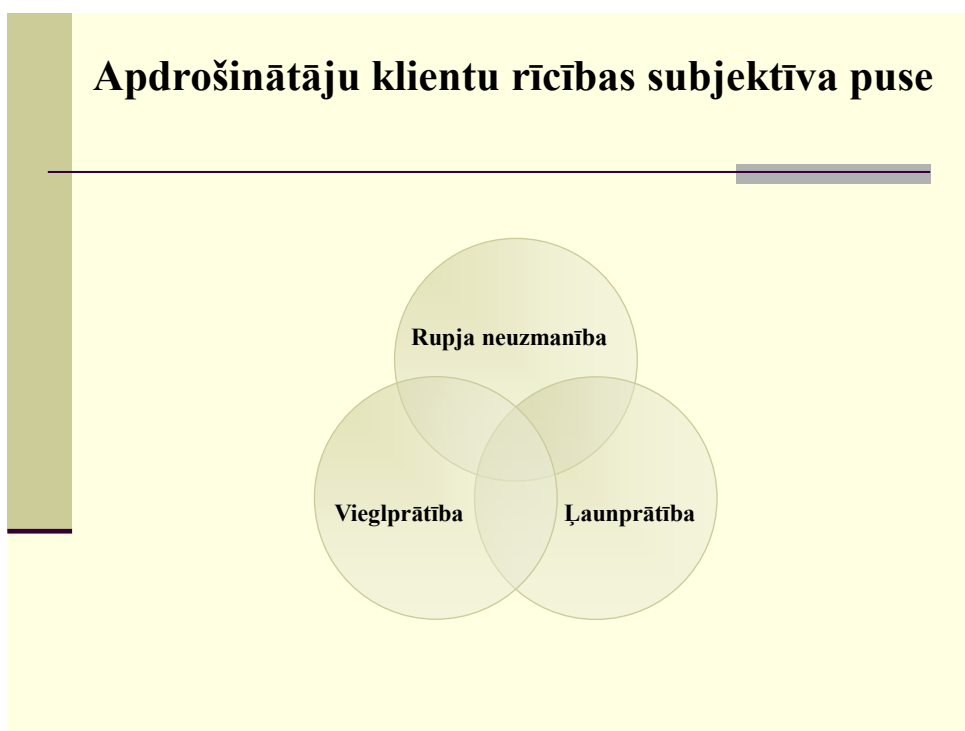 Apdrošinātāju klientu rīcības subjektīva puse
Rupja neuzmanība
Vieglprātība
Ļaunprātība